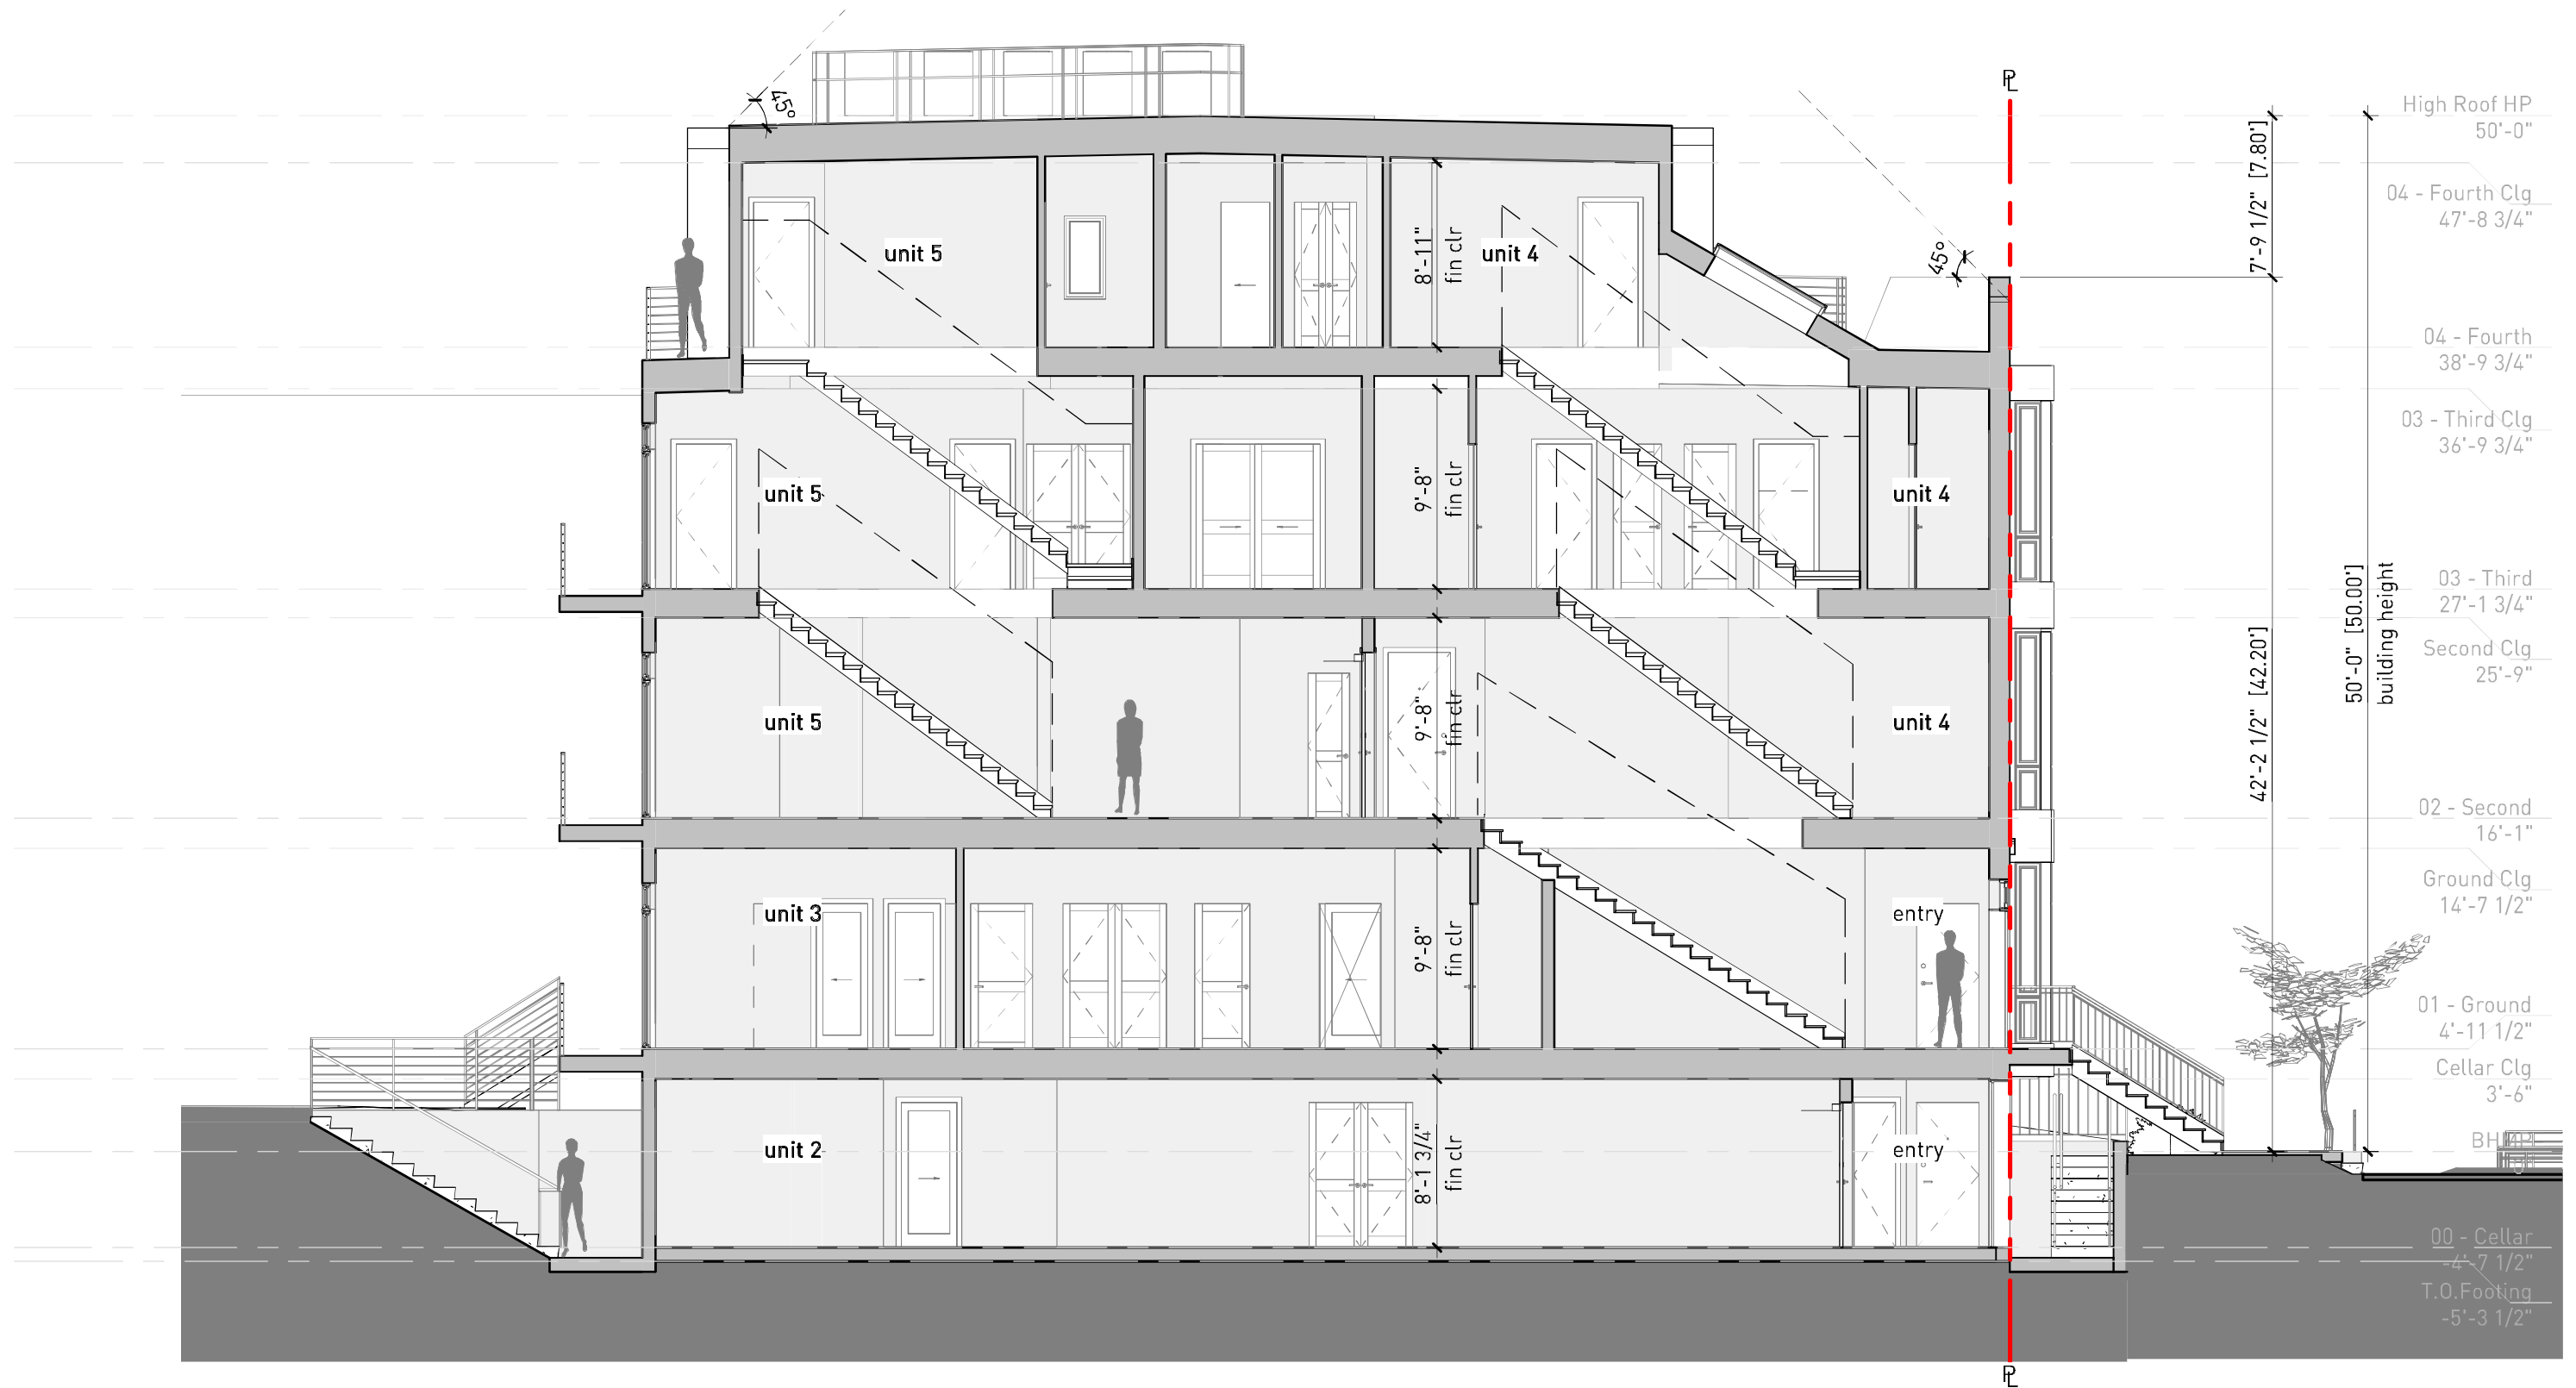 PL
45°
High Roof HP
50'-0"
7'-9 1/2" [7.80']
04 - Fourth Clg
47'-8 3/4"
unit 5
8'-11"
fin clr
unit 4
45°
04 - Fourth
38'-9 3/4"
03 - Third Clg
36'-9 3/4"
unit 5
9'-8"
fin clr
unit 4
03 - Third
27'-1 3/4"
50'-0" [50.00']
building height
Second Clg
25'-9"
42'-2 1/2" [42.20']
unit 5
9'-8"
fin clr
unit 4
02 - Second
16'-1"
Ground Clg
14'-7 1/2"
unit 3
9'-8"
fin clr
entry
01 - Ground
4'-11 1/2"
Cellar Clg
3'-6"
unit 2
8'-1 3/4"
fin clr
entry
BHMP
0"
00 - Cellar
-4'-7 1/2"
T.O.Footing
-5'-3 1/2"
PL